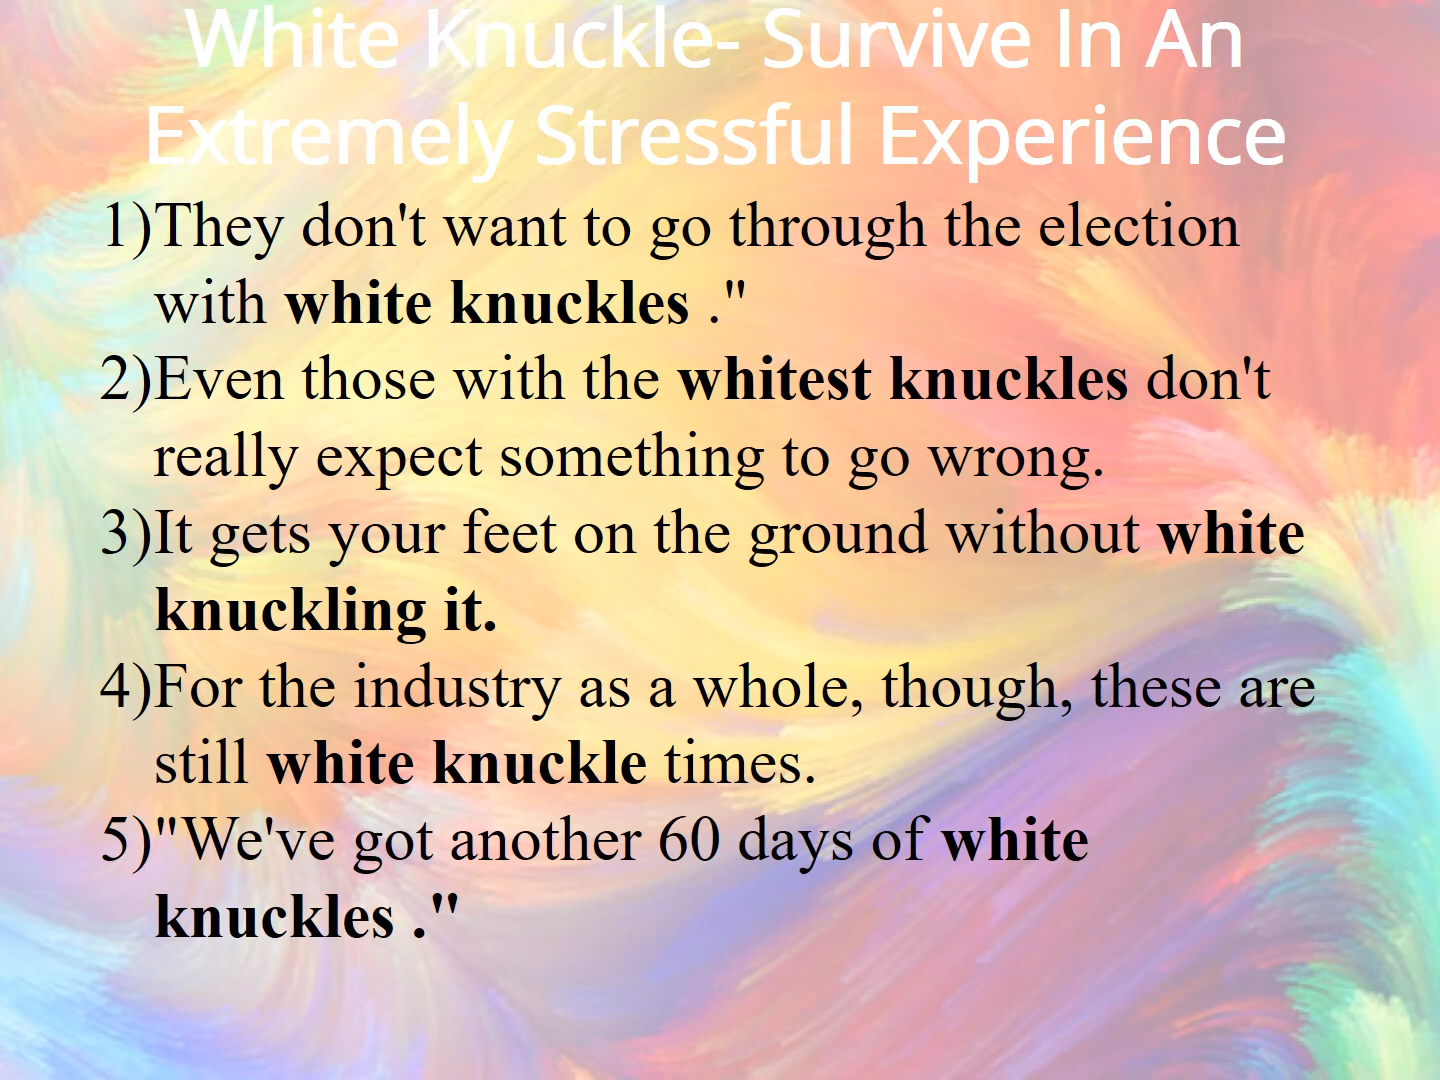 White Knuckle- Survive In An
Extremely Stressful Experience
1)They don't want to go through the election
with white knuckles ."
2)Even those with the whitest knuckles don't
really expect something to go wrong.
3)It gets your feet on the ground without white
knuckling it.
4)For the industry as a whole, though, these are
still white knuckle times.
5)"We've got another 60 days of white
knuckles ."